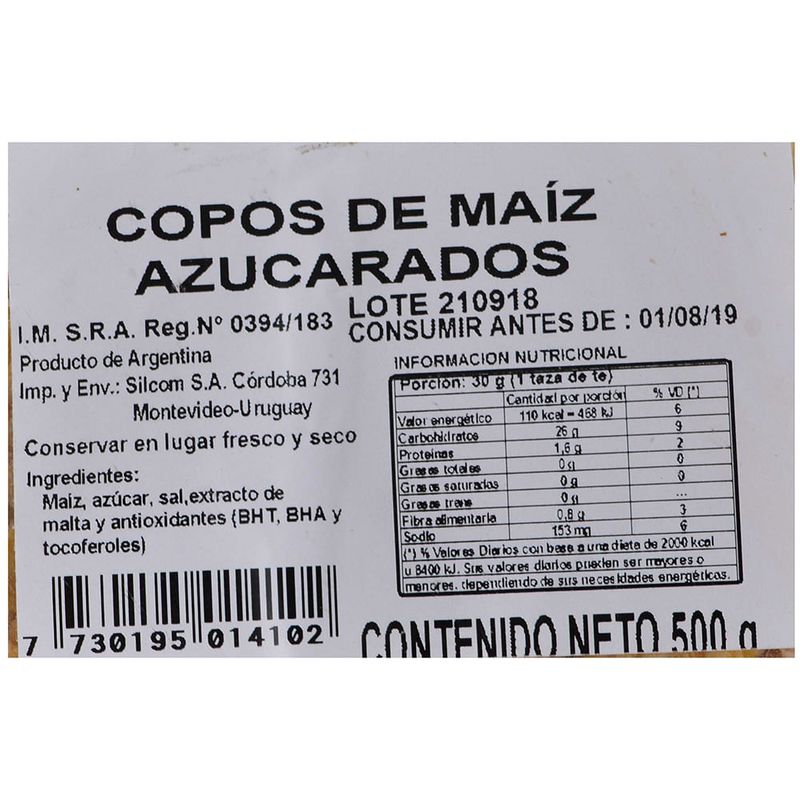 COPOS DE MAÍZ
AZUCARADOS
I.M. S.R.A. Reg.Nº 0394/183
Producto de Argentina
Imp. y Env.: Silcom S.A. Córdoba 731
Montevideo-Uruguay
Conservar en lugar fresco y seco
Ingredientes:
Maiz, azúcar, sal,extracto de
malta y antioxidantes (BHT, BHA y
tocoferoles)
7 730195 014102
LOTE 210918
CONSUMIR ANTES DE : 01/08/19
INFORMACION NUTRICIONAL
Porción: 30 g (1 taza de te)
Cantidad por porción % VD (*)
Valor energético 110 kcal = 468 kJ 6
Carbohidratos 26 g 9
Proteinas 1,6 g 2
Grasas totales 0 g 0
Grasas saturadas 0 g 0
Grasas trans 0 g ...
Fibra alimentaria 0,8 g 3
Sodio 153 mg 6
(*) % Valores Diarios con base a una dieta de 2000 kcal
u 8400 kJ. Sus valores diarios pueden ser mayores o
menores, dependiendo de sus necesidades energéticas.
CONTENIDO NETO 500 g